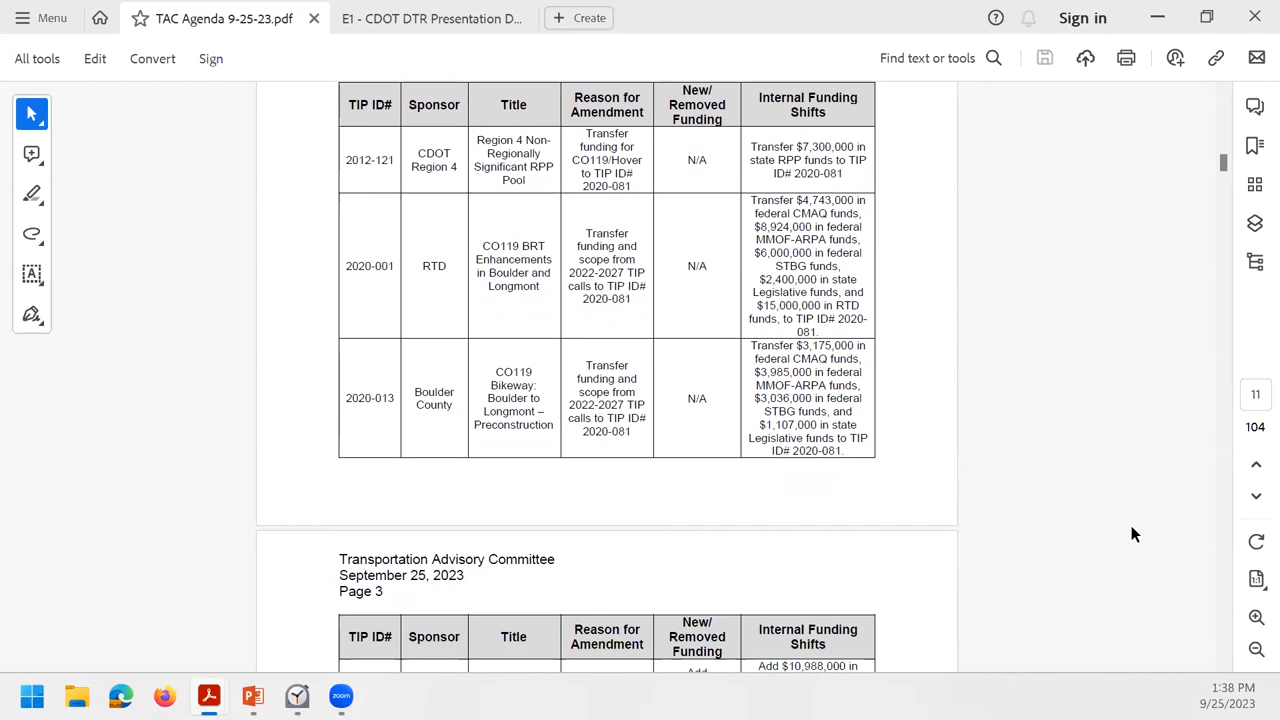 Menu
TAC Agenda 9-25-23.pdf
E1 - CDOT DTR Presentation D...
Create
Sign in
All tools
Edit
Convert
Sign
Find text or tools
TIP ID#
Sponsor
Title
Reason for
Amendment
New/
Removed
Funding
Internal Funding
Shifts
2012-121
CDOT
Region 4
Region 4 Non-
Regionally
Significant RPP
Pool
Transfer
funding for
CO119/Hover
to TIP ID#
2020-081
N/A
Transfer $7,300,000 in
state RPP funds to TIP
ID# 2020-081
2020-001
RTD
CO119 BRT
Enhancements
in Boulder and
Longmont
Transfer
funding and
scope from
2022-2027 TIP
calls to TIP ID#
2020-081
N/A
Transfer $4,743,000 in
federal CMAQ funds,
$8,924,000 in federal
MMOF-ARPA funds,
$6,000,000 in federal
STBG funds,
$2,400,000 in state
Legislative funds, and
$15,000,000 in RTD
funds, to TIP ID# 2020-
081.
2020-013
Boulder
County
CO119
Bikeway:
Boulder to
Longmont –
Preconstruction
Transfer
funding and
scope from
2022-2027 TIP
calls to TIP ID#
2020-081
N/A
Transfer $3,175,000 in
federal CMAQ funds,
$3,985,000 in federal
MMOF-ARPA funds,
$3,036,000 in federal
STBG funds, and
$1,107,000 in state
Legislative funds to TIP
ID# 2020-081.
11
104
Transportation Advisory Committee
September 25, 2023
Page 3
TIP ID#
Sponsor
Title
Reason for
Amendment
New/
Removed
Funding
Internal Funding
Shifts
Add
Add $10,988,000 in
zoom
1:38 PM
9/25/2023